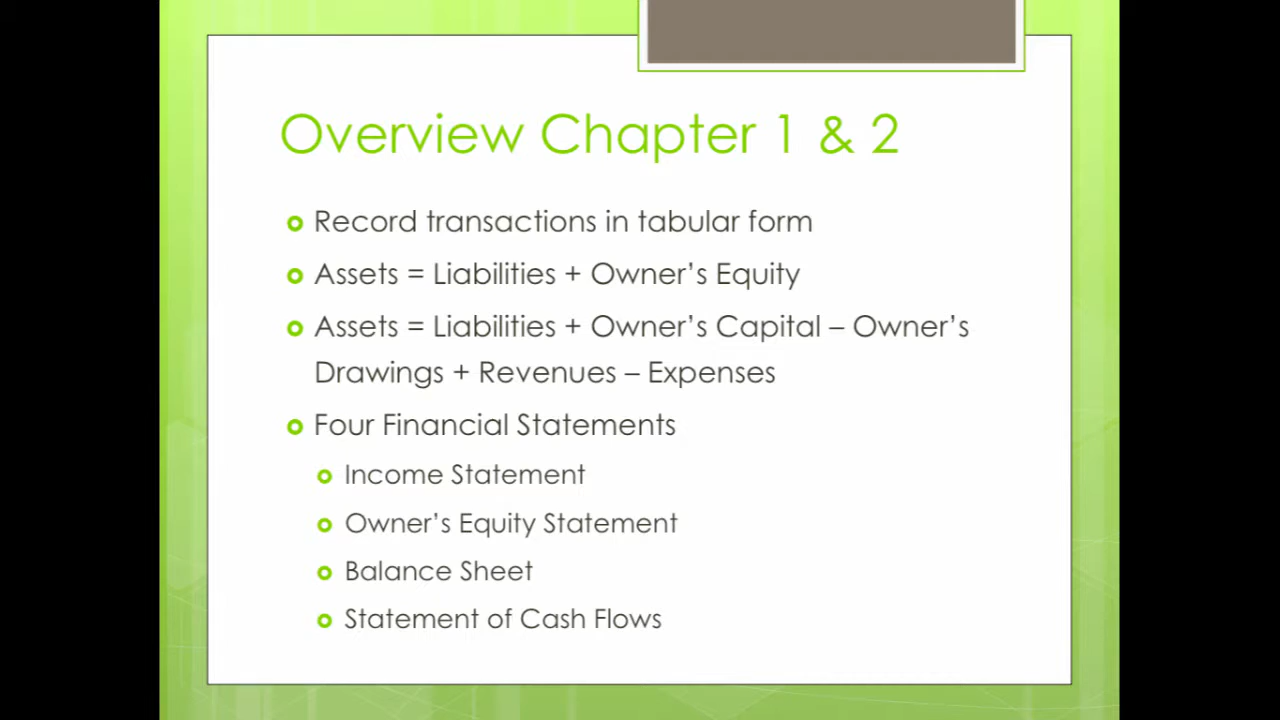 Overview Chapter 1 & 2
Record transactions in tabular form
Assets = Liabilities + Owner’s Equity
Assets = Liabilities + Owner’s Capital – Owner’s
Drawings + Revenues – Expenses
Four Financial Statements
Income Statement
Owner’s Equity Statement
Balance Sheet
Statement of Cash Flows